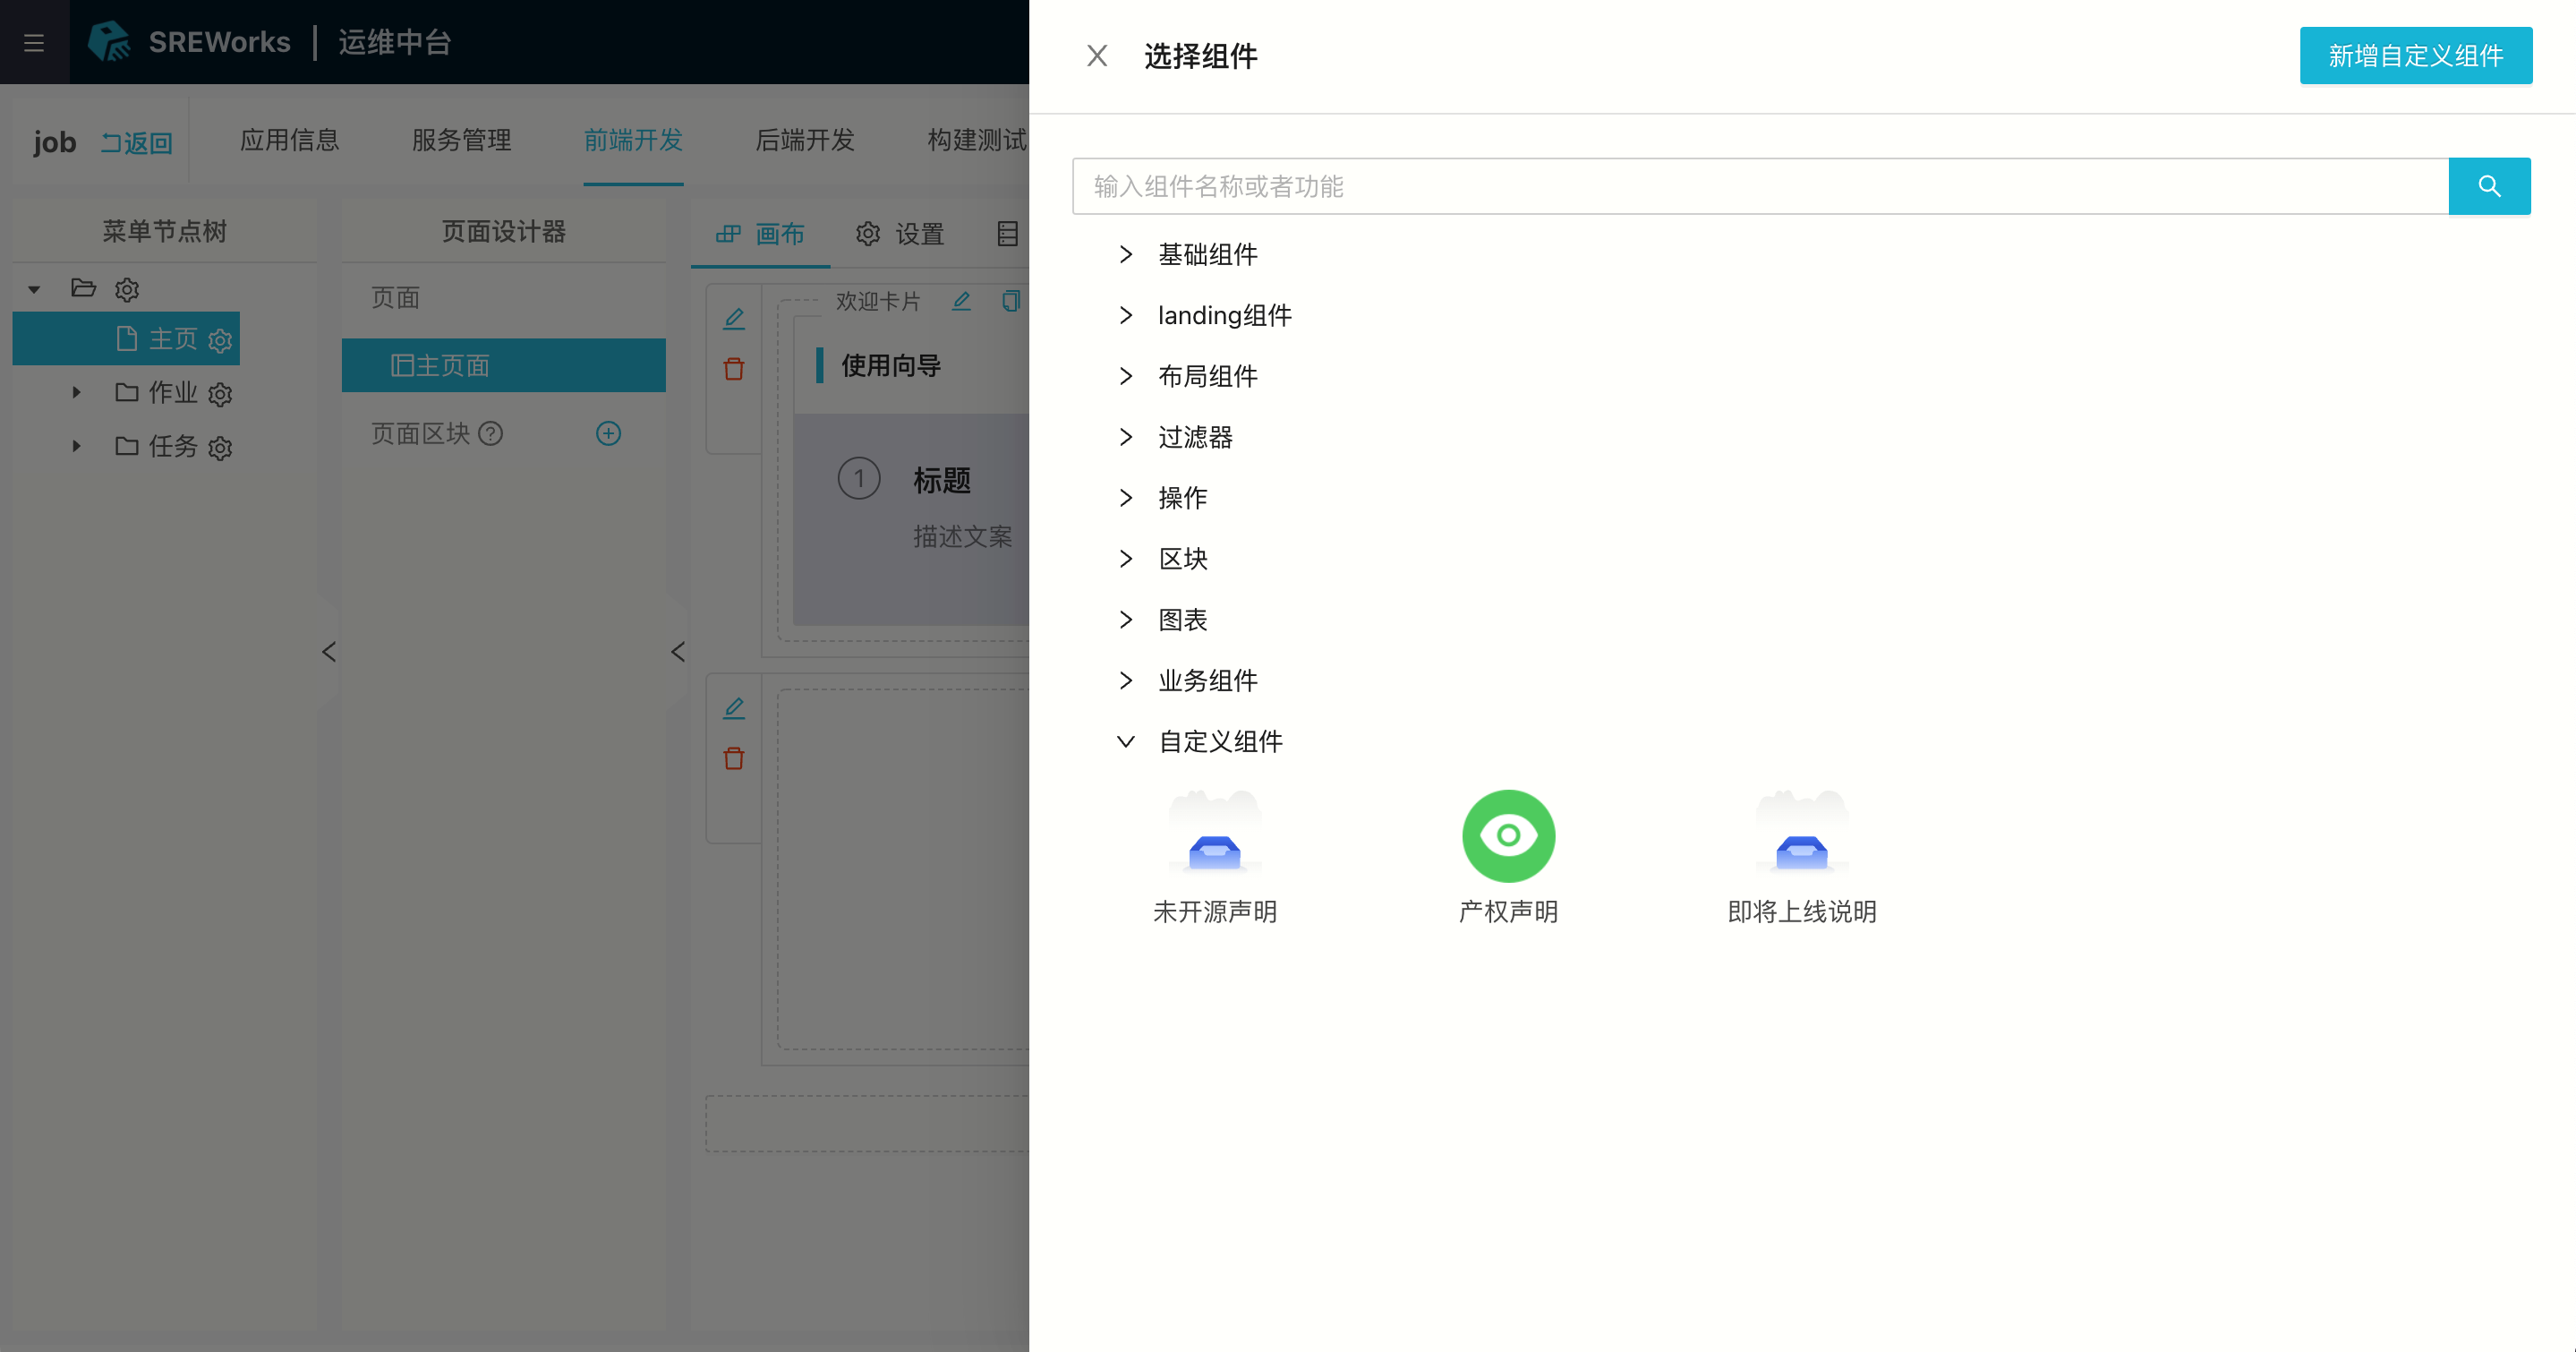 SREWorks | 运维中台
job 返回 应用信息 服务管理 前端开发 后端开发 构建测试
菜单节点树
主页
作业
任务
页面设计器
页面
主页面
页面区块
画布 设置
欢迎卡片
使用向导
1 标题
描述文案
选择组件 新增自定义组件
输入组件名称或者功能
基础组件
landing组件
布局组件
过滤器
操作
区块
图表
业务组件
自定义组件
未开源声明 产权声明 即将上线说明